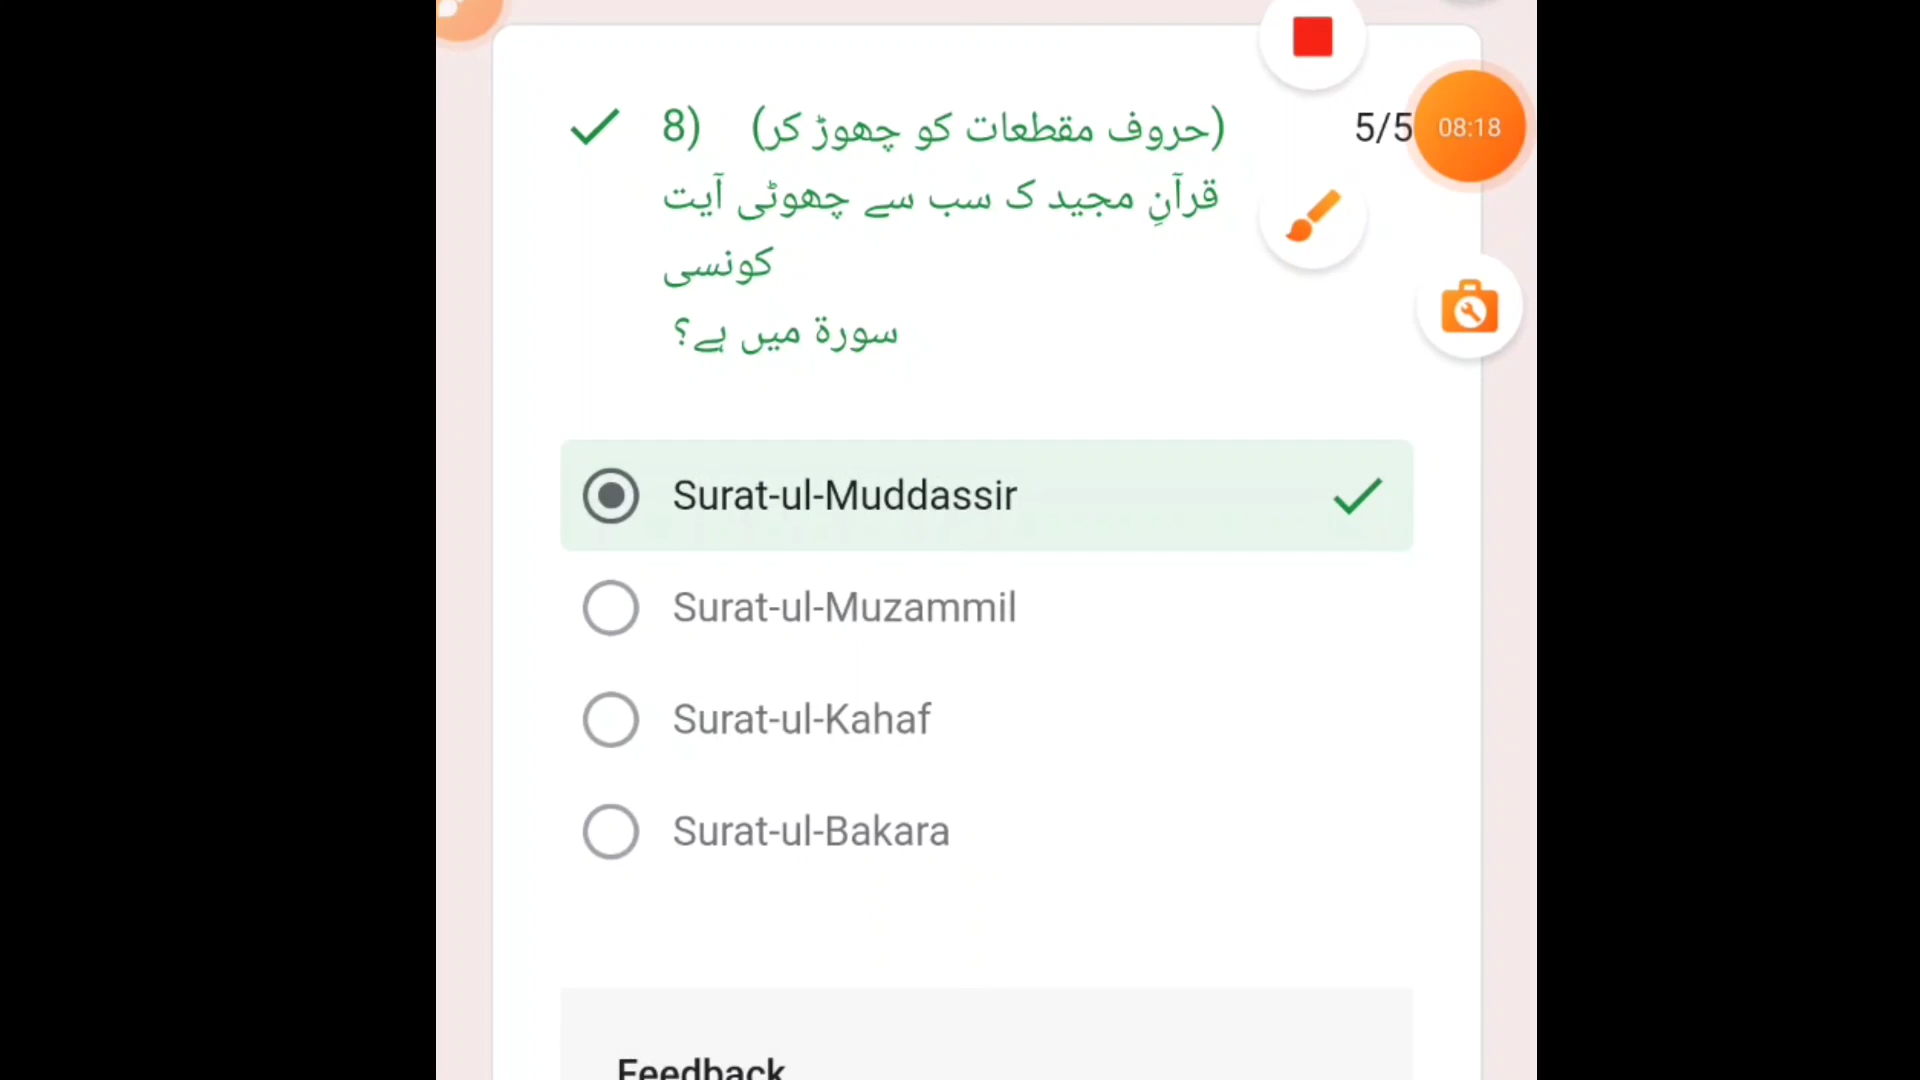 8) (حروف مقطعات کو چھوڑ کر)
5/5
08:18
قرآنِ مجید ک سب سے چھوٹی آیت
کونسی
سورة میں ہے؟
Surat-ul-Muddassir
Surat-ul-Muzammil
Surat-ul-Kahaf
Surat-ul-Bakara
Feedback